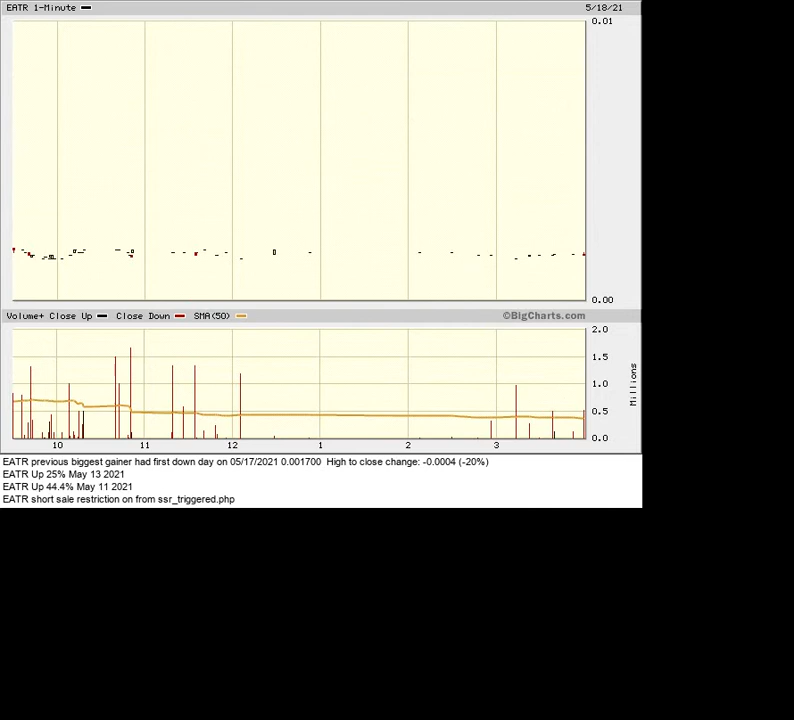 EATR 1-Minute 5/18/21
0.01
0.00
Volume+ Close Up Close Down SMA(50) ©BigCharts.com
2.0
1.5
1.0
0.5
0.0
Millions
10 11 12 1 2 3
EATR previous biggest gainer had first down day on 05/17/2021 0.001700 High to close change: -0.0004 (-20%)
EATR Up 25% May 13 2021
EATR Up 44.4% May 11 2021
EATR short sale restriction on from ssr_triggered.php